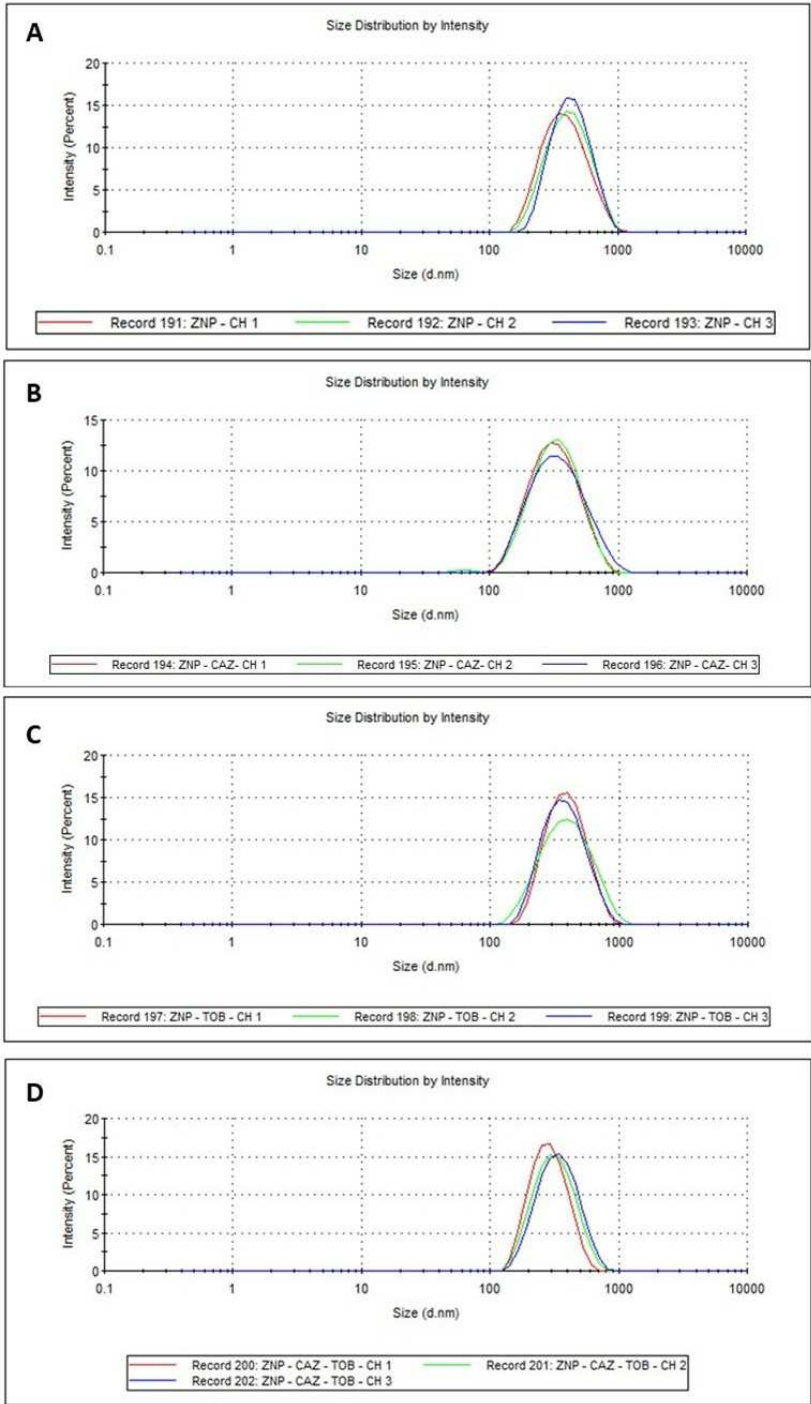 A
Size Distribution by Intensity
Intensity (Percent)
20
15
10
5
0
0.1 1 10 100 1000 10000
Size (d.nm)
Record 191: ZNP - CH 1 Record 192: ZNP - CH 2 Record 193: ZNP - CH 3
B
Size Distribution by Intensity
Intensity (Percent)
15
10
5
0
0.1 1 10 100 1000 10000
Size (d.nm)
Record 194: ZNP - CAZ- CH 1 Record 195: ZNP - CAZ- CH 2 Record 196: ZNP - CAZ- CH 3
C
Size Distribution by Intensity
Intensity (Percent)
20
15
10
5
0
0.1 1 10 100 1000 10000
Size (d.nm)
Record 197: ZNP - TOB - CH 1 Record 198: ZNP - TOB - CH 2 Record 199: ZNP - TOB - CH 3
D
Size Distribution by Intensity
Intensity (Percent)
20
15
10
5
0
0.1 1 10 100 1000 10000
Size (d.nm)
Record 200: ZNP - CAZ - TOB - CH 1 Record 201: ZNP - CAZ - TOB - CH 2
Record 202: ZNP - CAZ - TOB - CH 3